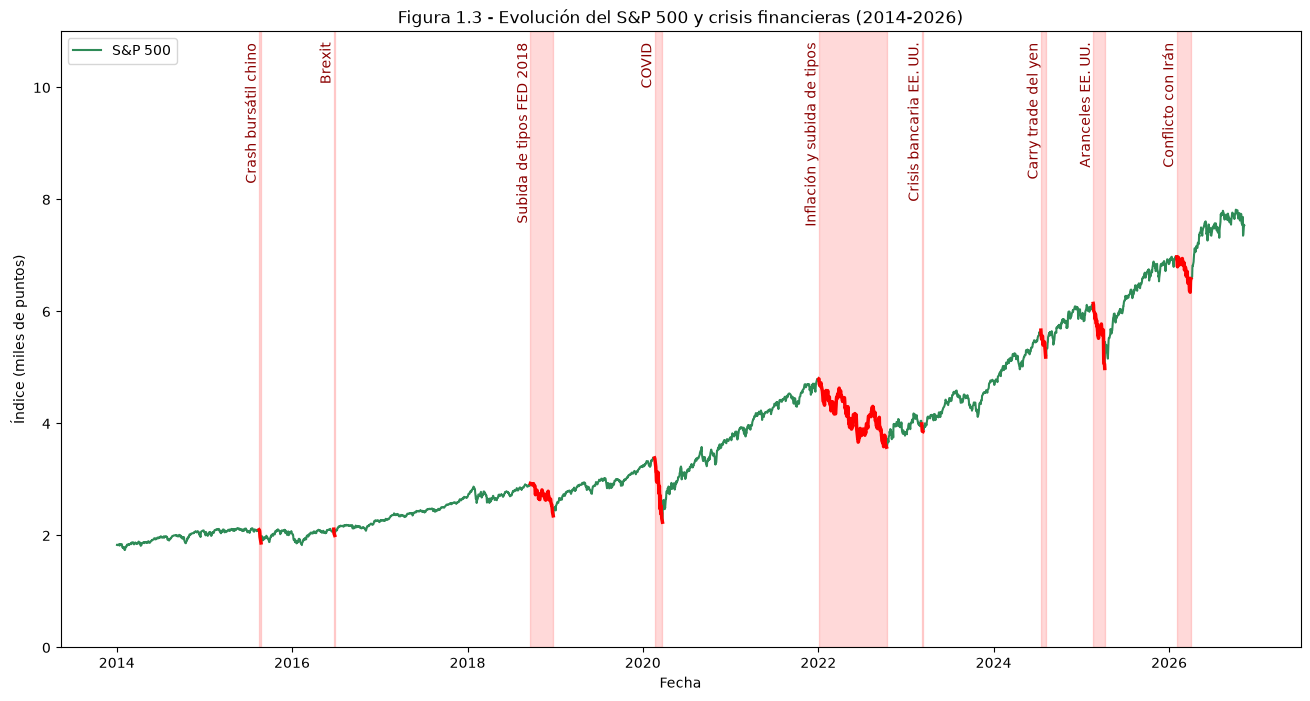 Figura 1.3 - Evolución del S&P 500 y crisis financieras (2014-2026)
S&P 500
Crash bursátil chino
Brexit
Subida de tipos FED 2018
COVID
Inflación y subida de tipos
Crisis bancaria EE. UU.
Carry trade del yen
Aranceles EE. UU.
Conflicto con Irán
Índice (miles de puntos)
10
8
6
4
2
0
2014
2016
2018
2020
2022
2024
2026
Fecha